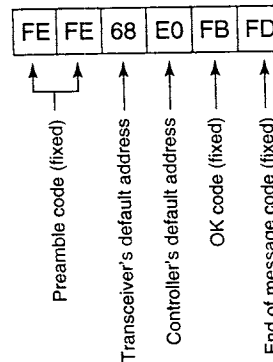 FE FE 68 E0 FB FD
Preamble code (fixed)
Transceiver's default address
Controller's default address
OK code (fixed)
End of message code (fixed)